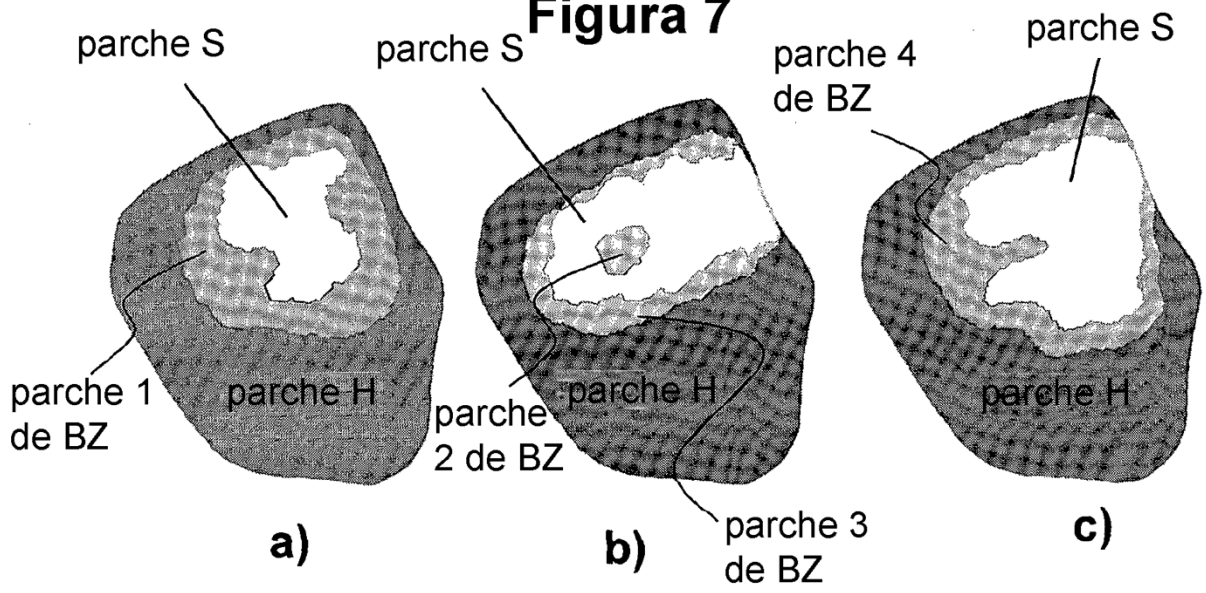 Figura 7
parche S
parche S
parche 4
de BZ
parche S
parche 1
de BZ
parche H
parche
2 de BZ
parche H
parche H
parche 3
de BZ
a)
b)
c)